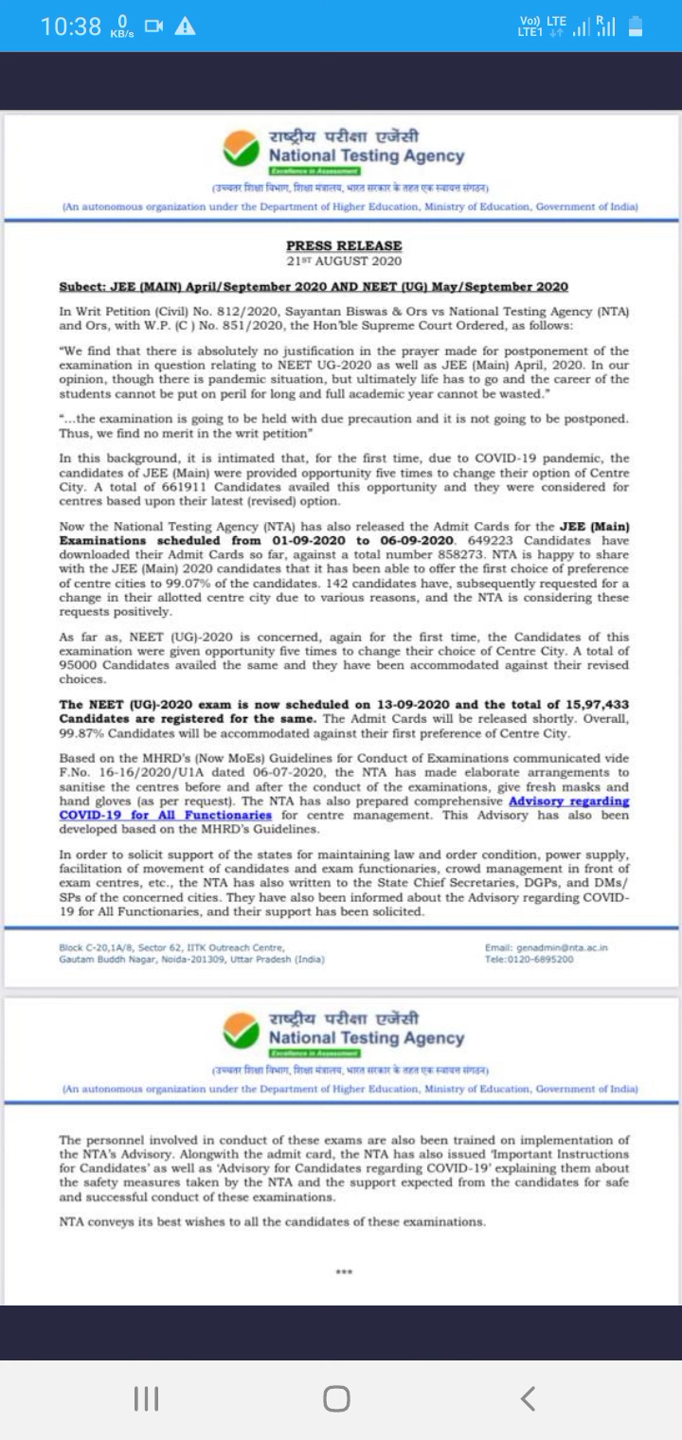 10:38 0 KB/s Vo)) LTE LTE1 R
राष्ट्रीय परीक्षा एजेंसी
National Testing Agency
Excellence in Assessment
(उच्चतर शिक्षा विभाग, शिक्षा मंत्रालय, भारत सरकार के तहत एक स्वायत्त संगठन)
(An autonomous organization under the Department of Higher Education, Ministry of Education, Government of India)
PRESS RELEASE
21ST AUGUST 2020
Subect: JEE (MAIN) April/September 2020 AND NEET (UG) May/September 2020
In Writ Petition (Civil) No. 812/2020, Sayantan Biswas & Ors vs National Testing Agency (NTA)
and Ors, with W.P. (C ) No. 851/2020, the Hon'ble Supreme Court Ordered, as follows:
"We find that there is absolutely no justification in the prayer made for postponement of the
examination in question relating to NEET UG-2020 as well as JEE (Main) April, 2020. In our
opinion, though there is pandemic situation, but ultimately life has to go and the career of the
students cannot be put on peril for long and full academic year cannot be wasted."
"...the examination is going to be held with due precaution and it is not going to be postponed.
Thus, we find no merit in the writ petition"
In this background, it is intimated that, for the first time, due to COVID-19 pandemic, the
candidates of JEE (Main) were provided opportunity five times to change their option of Centre
City. A total of 661911 Candidates availed this opportunity and they were considered for
centres based upon their latest (revised) option.
Now the National Testing Agency (NTA) has also released the Admit Cards for the JEE (Main)
Examinations scheduled from 01-09-2020 to 06-09-2020. 649223 Candidates have
downloaded their Admit Cards so far, against a total number 858273. NTA is happy to share
with the JEE (Main) 2020 candidates that it has been able to offer the first choice of preference
of centre cities to 99.07% of the candidates. 142 candidates have, subsequently requested for a
change in their allotted centre city due to various reasons, and the NTA is considering these
requests positively.
As far as, NEET (UG)-2020 is concerned, again for the first time, the Candidates of this
examination were given opportunity five times to change their choice of Centre City. A total of
95000 Candidates availed the same and they have been accommodated against their revised
choices.
The NEET (UG)-2020 exam is now scheduled on 13-09-2020 and the total of 15,97,433
Candidates are registered for the same. The Admit Cards will be released shortly. Overall,
99.87% Candidates will be accommodated against their first preference of Centre City.
Based on the MHRD's (Now MoEs) Guidelines for Conduct of Examinations communicated vide
F.No. 16-16/2020/U1A dated 06-07-2020, the NTA has made elaborate arrangements to
sanitise the centres before and after the conduct of the examinations, give fresh masks and
hand gloves (as per request). The NTA has also prepared comprehensive Advisory regarding
COVID-19 for All Functionaries for centre management. This Advisory has also been
developed based on the MHRD's Guidelines.
In order to solicit support of the states for maintaining law and order condition, power supply,
facilitation of movement of candidates and exam functionaries, crowd management in front of
exam centres, etc., the NTA has also written to the State Chief Secretaries, DGPs, and DMs/
SPs of the concerned cities. They have also been informed about the Advisory regarding COVID-
19 for All Functionaries, and their support has been solicited.
Block C-20,1A/8, Sector 62, IITK Outreach Centre,
Gautam Buddh Nagar, Noida-201309, Uttar Pradesh (India)
Email: genadmin@nta.ac.in
Tele:0120-6895200
राष्ट्रीय परीक्षा एजेंसी
National Testing Agency
Excellence in Assessment
(उच्चतर शिक्षा विभाग, शिक्षा मंत्रालय, भारत सरकार के तहत एक स्वायत्त संगठन)
(An autonomous organization under the Department of Higher Education, Ministry of Education, Government of India)
The personnel involved in conduct of these exams are also been trained on implementation of
the NTA's Advisory. Alongwith the admit card, the NTA has also issued 'Important Instructions
for Candidates' as well as 'Advisory for Candidates regarding COVID-19' explaining them about
the safety measures taken by the NTA and the support expected from the candidates for safe
and successful conduct of these examinations.
NTA conveys its best wishes to all the candidates of these examinations.
***